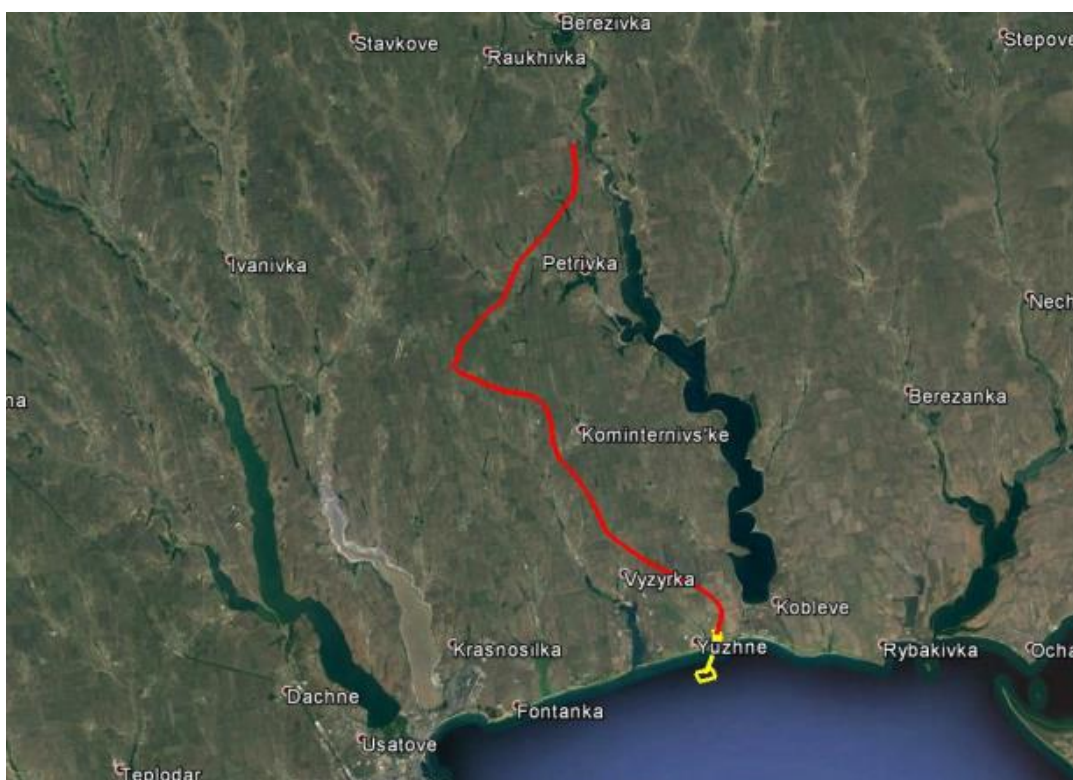 Berezivka
Stavkove
Stepove
Raukhivka
Ivanivka
Petrivka
Nech
na
Berezanka
Kominternivs'ke
Vyzyrka
Kobleve
Krasnosilka
Yuzhne
Rybakivka
Ocha
Dachne
Fontanka
Usatove
Teplodar